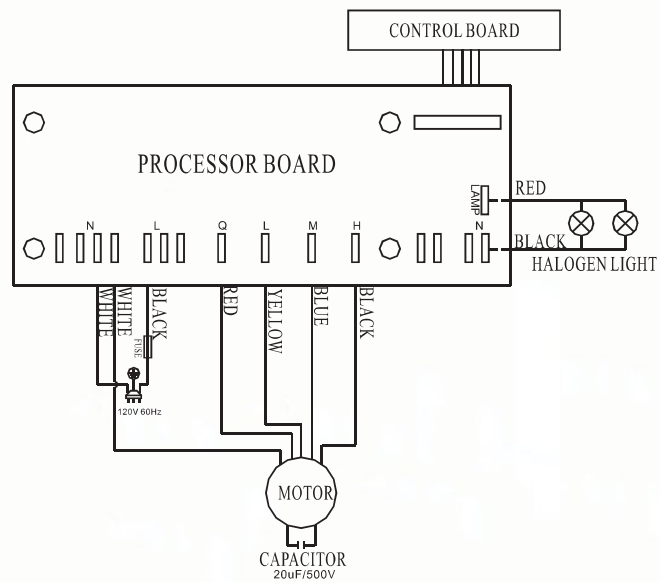 CONTROL BOARD
PROCESSOR BOARD
LAMP
RED
N
L
Q
L
M
H
N
BLACK
HALOGEN LIGHT
WHITE
WHITE
BLACK
RED
YELLOW
BLUE
BLACK
FUSE
120V 60Hz
MOTOR
CAPACITOR
20uF/500V